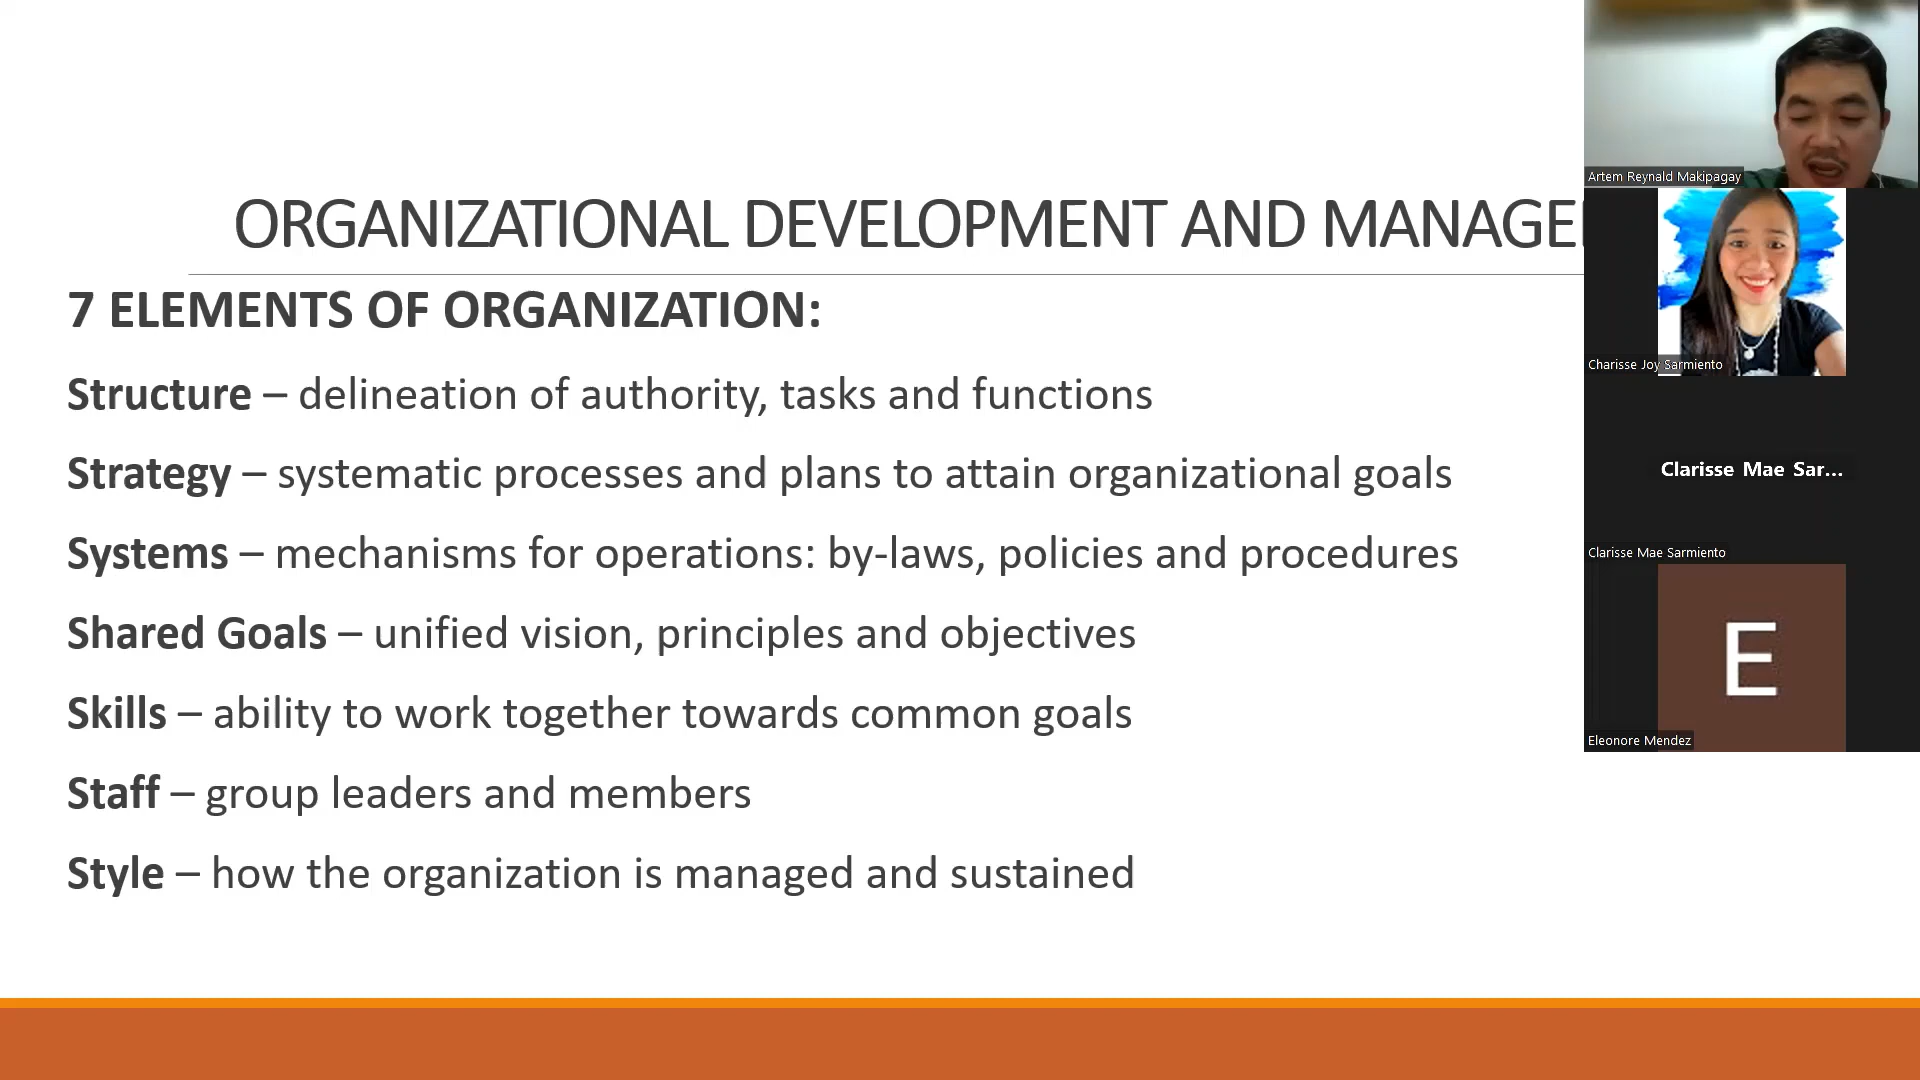 ORGANIZATIONAL DEVELOPMENT AND MANAGE
7 ELEMENTS OF ORGANIZATION:
Structure – delineation of authority, tasks and functions
Strategy – systematic processes and plans to attain organizational goals
Systems – mechanisms for operations: by-laws, policies and procedures
Shared Goals – unified vision, principles and objectives
Skills – ability to work together towards common goals
Staff – group leaders and members
Style – how the organization is managed and sustained
Artem Reynald Makipagay
Charisse Joy Sarmiento
Clarisse Mae Sar...
Clarisse Mae Sarmiento
E
Eleonore Mendez